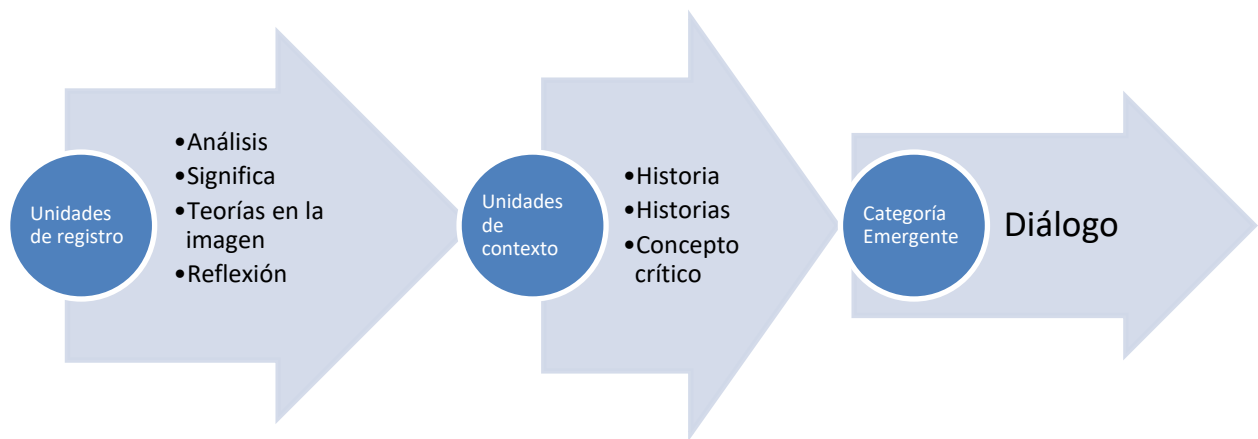 Unidades
de registro
•Análisis
•Significa
•Teorías en la
imagen
•Reflexión
Unidades
de
contexto
•Historia
•Historias
•Concepto
crítico
Categoría
Emergente
Diálogo